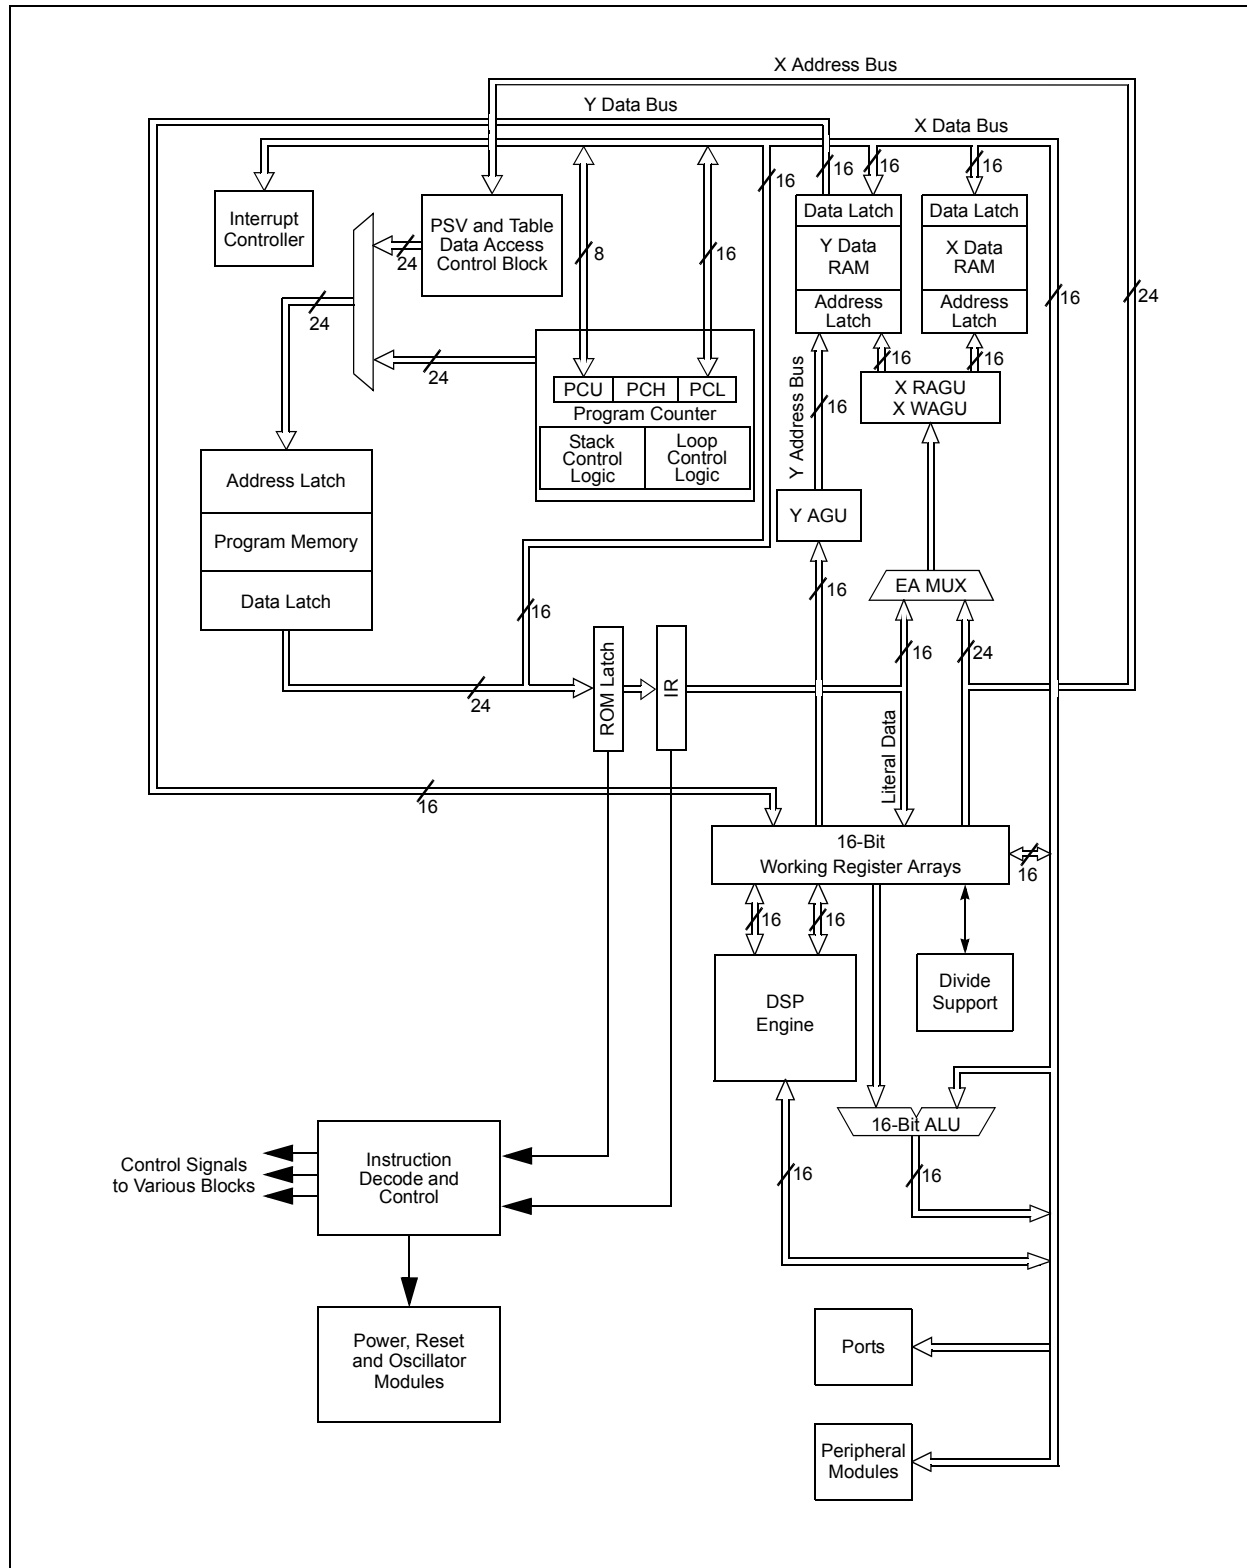 X Address Bus
Y Data Bus
X Data Bus
16
16
16
16
Interrupt
Controller
PSV and Table
Data Access
Control Block
24
8
16
Data Latch
Y Data
RAM
Address
Latch
Data Latch
X Data
RAM
Address
Latch
16
24
24
24
16
16
X RAGU
X WAGU
PCU
PCH
PCL
Program Counter
Stack
Control
Logic
Loop
Control
Logic
Y Address Bus
16
Address Latch
Program Memory
Data Latch
Y AGU
16
EA MUX
16
16
24
24
ROM Latch
IR
Literal Data
16
16-Bit
Working Register Arrays
16
16
16
DSP
Engine
Divide
Support
16-Bit ALU
16
16
Control Signals
to Various Blocks
Instruction
Decode and
Control
Power, Reset
and Oscillator
Modules
Ports
Peripheral
Modules